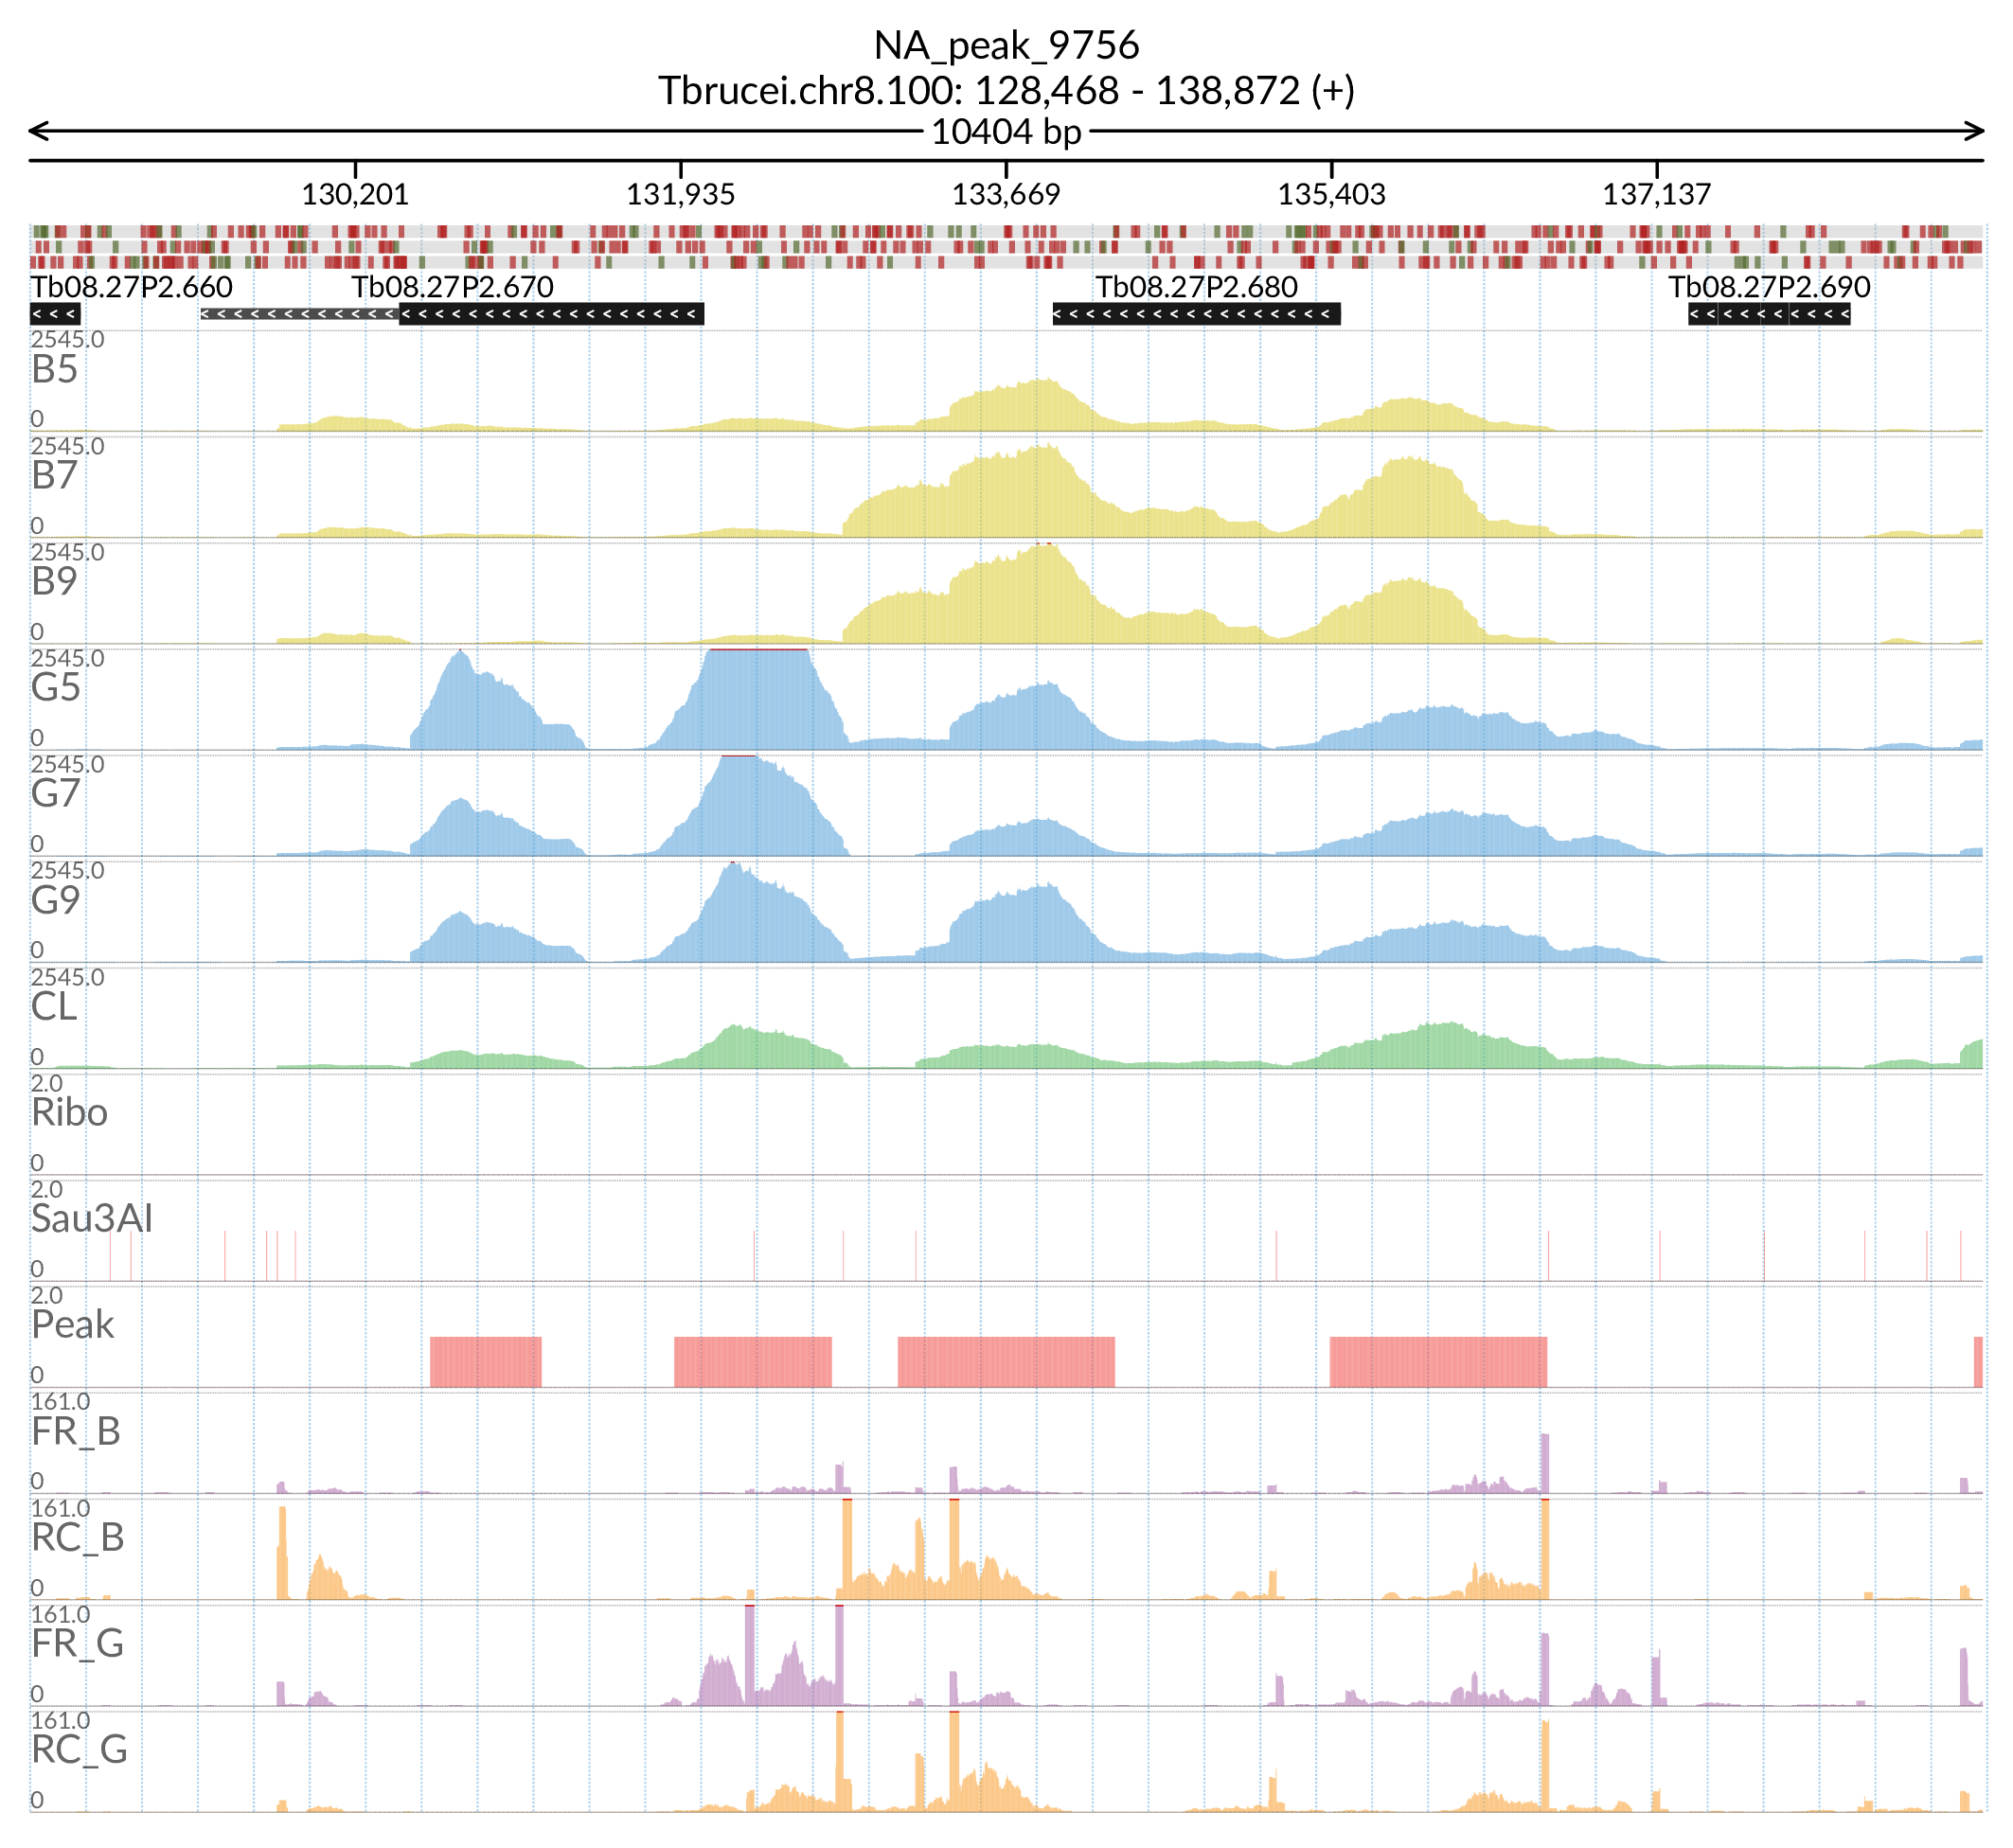 NA_peak_9756
Tbrucei.chr8.100: 128,468 - 138,872 (+)
10404 bp
130,201 131,935 133,669 135,403 137,137
Tb08.27P2.660 Tb08.27P2.670 Tb08.27P2.680 Tb08.27P2.690
2545.0
B5
0
2545.0
B7
0
2545.0
B9
0
2545.0
G5
0
2545.0
G7
0
2545.0
G9
0
2545.0
CL
0
2.0
Ribo
0
2.0
Sau3AI
0
2.0
Peak
0
161.0
FR_B
0
161.0
RC_B
0
161.0
FR_G
0
161.0
RC_G
0